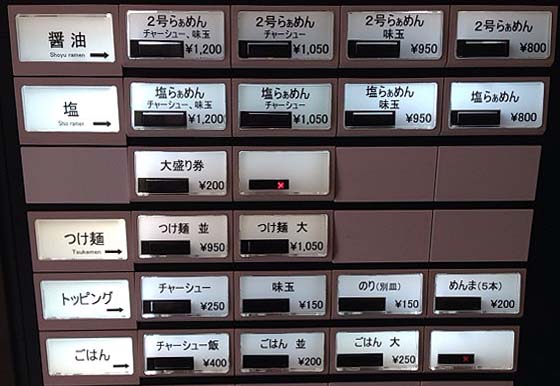 醤油
Shoyu ramen
2号らぁめん
チャーシュー、味玉
¥1,200
2号らぁめん
チャーシュー
¥1,050
2号らぁめん
味玉
¥950
2号らぁめん
¥800
塩
Shio ramen
塩らぁめん
チャーシュー、味玉
¥1,200
塩らぁめん
チャーシュー
¥1,050
塩らぁめん
味玉
¥950
塩らぁめん
¥800
大盛り券
¥200
つけ麺
Tsukemen
つけ麺 並
¥950
つけ麺 大
¥1,050
トッピング
チャーシュー
¥250
味玉
¥150
のり(別皿)
¥150
めんま(5本)
¥200
ごはん
チャーシュー飯
¥400
ごはん 並
¥200
ごはん 大
¥250